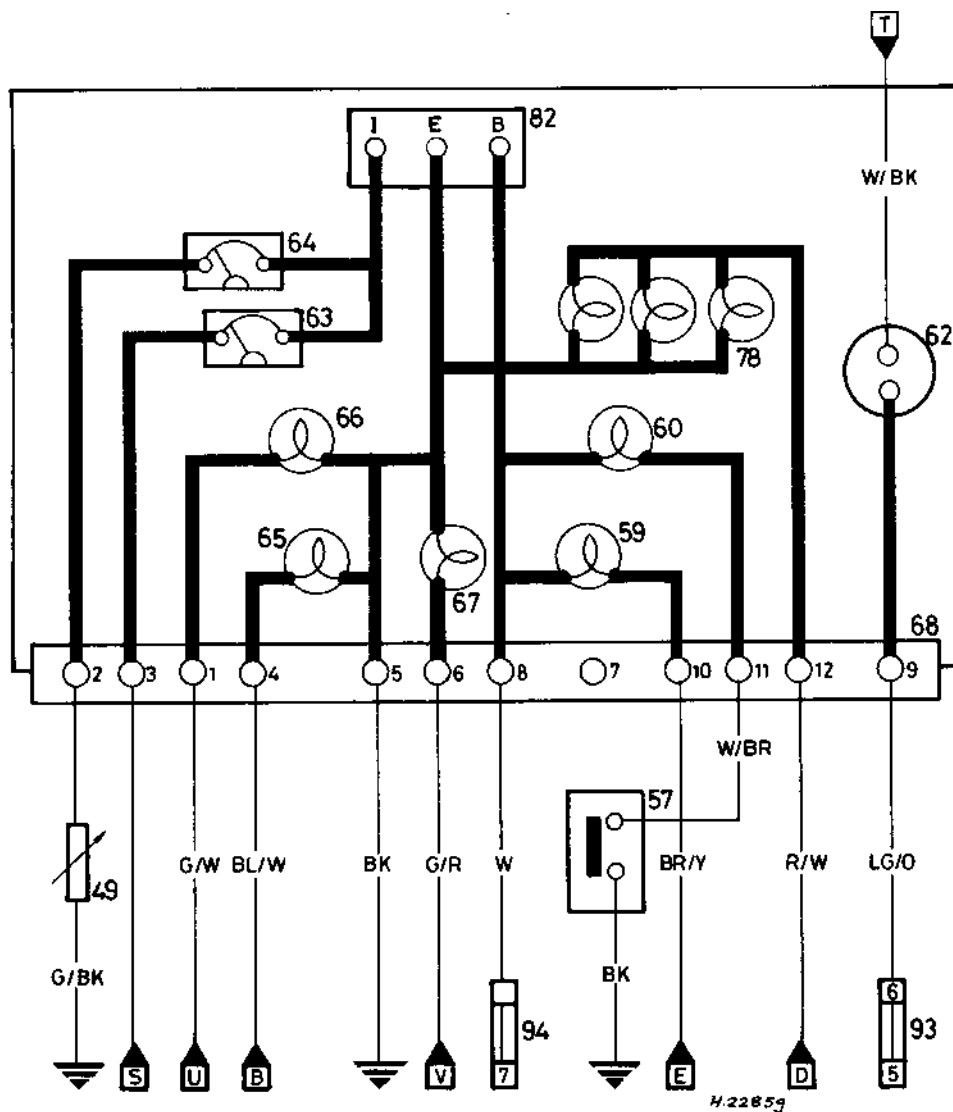 T
I E B 82
W/BK
64
63
62
78
66 60
65 59
67
68
2 3 1 4 5 6 8 7 10 11 12 9
W/BR
57
49
G/W BL/W BK G/R W BR/Y R/W LG/O
G/BK BK
6
94 93
S U B V 7 E D 5
H.22859